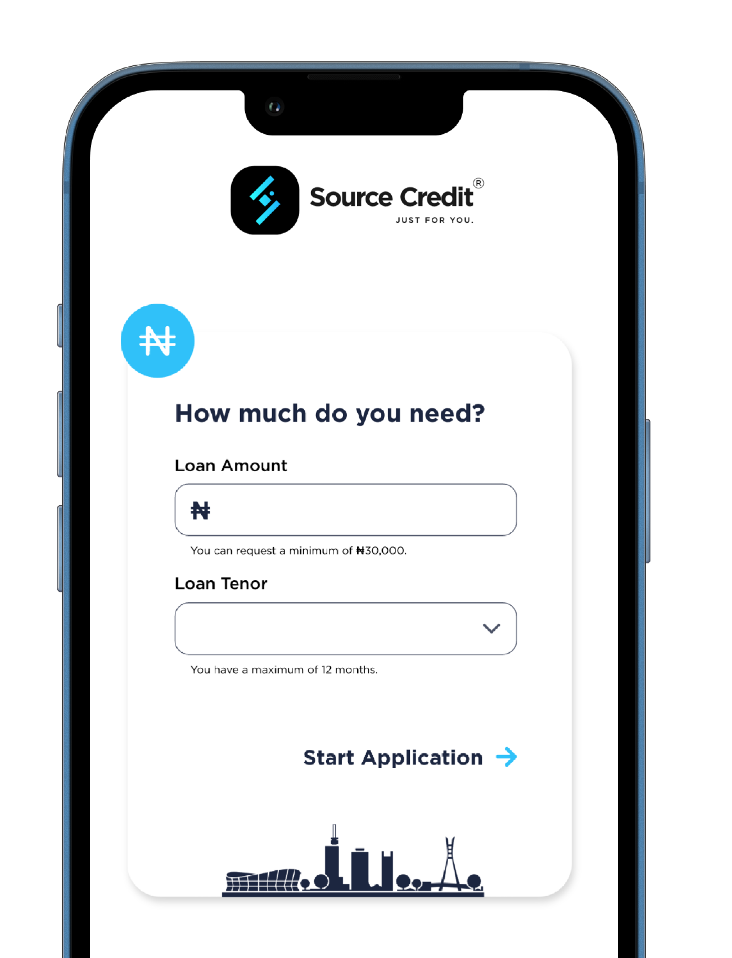 Source Credit®
JUST FOR YOU.
₦
How much do you need?
Loan Amount
₦
You can request a minimum of ₦30,000.
Loan Tenor
You have a maximum of 12 months.
Start Application →